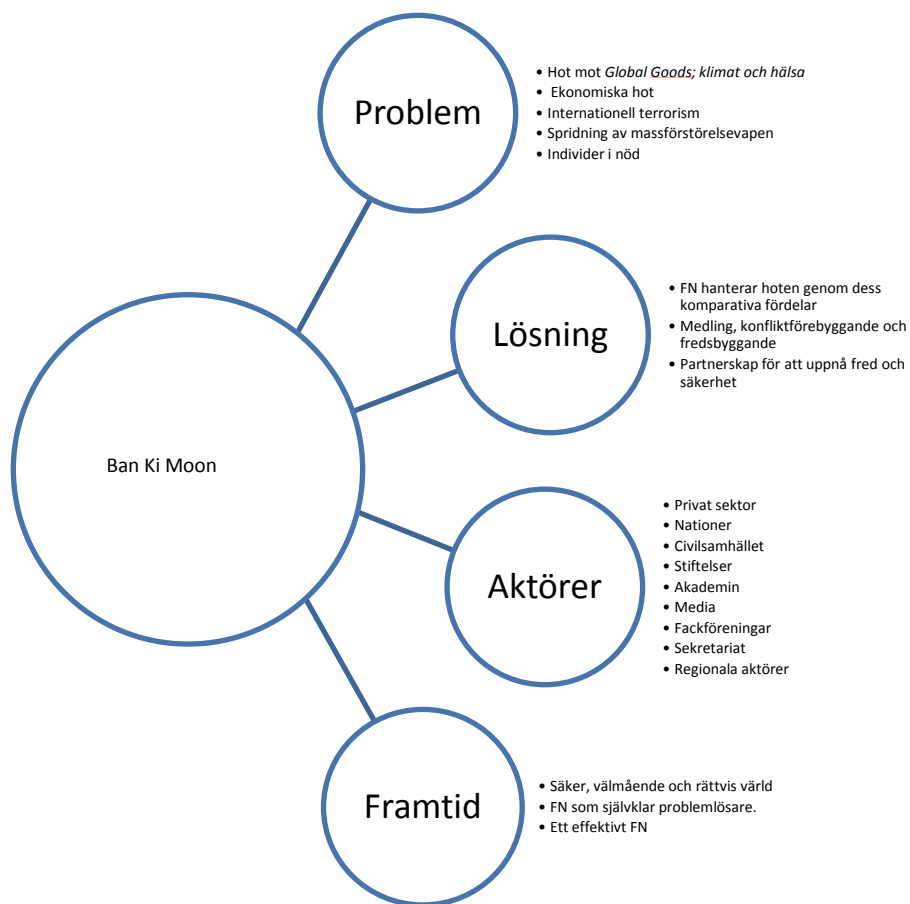 Problem
• Hot mot Global Goods; klimat och hälsa
• Ekonomiska hot
• Internationell terrorism
• Spridning av massförstörelsevapen
• Individer i nöd
Lösning
• FN hanterar hoten genom dess
komparativa fördelar
• Medling, konfliktförebyggande och
fredsbyggande
• Partnerskap för att uppnå fred och
säkerhet
Ban Ki Moon
Aktörer
• Privat sektor
• Nationer
• Civilsamhället
• Stiftelser
• Akademin
• Media
• Fackföreningar
• Sekretariat
• Regionala aktörer
Framtid
• Säker, välmående och rättvis värld
• FN som självklar problemlösare.
• Ett effektivt FN